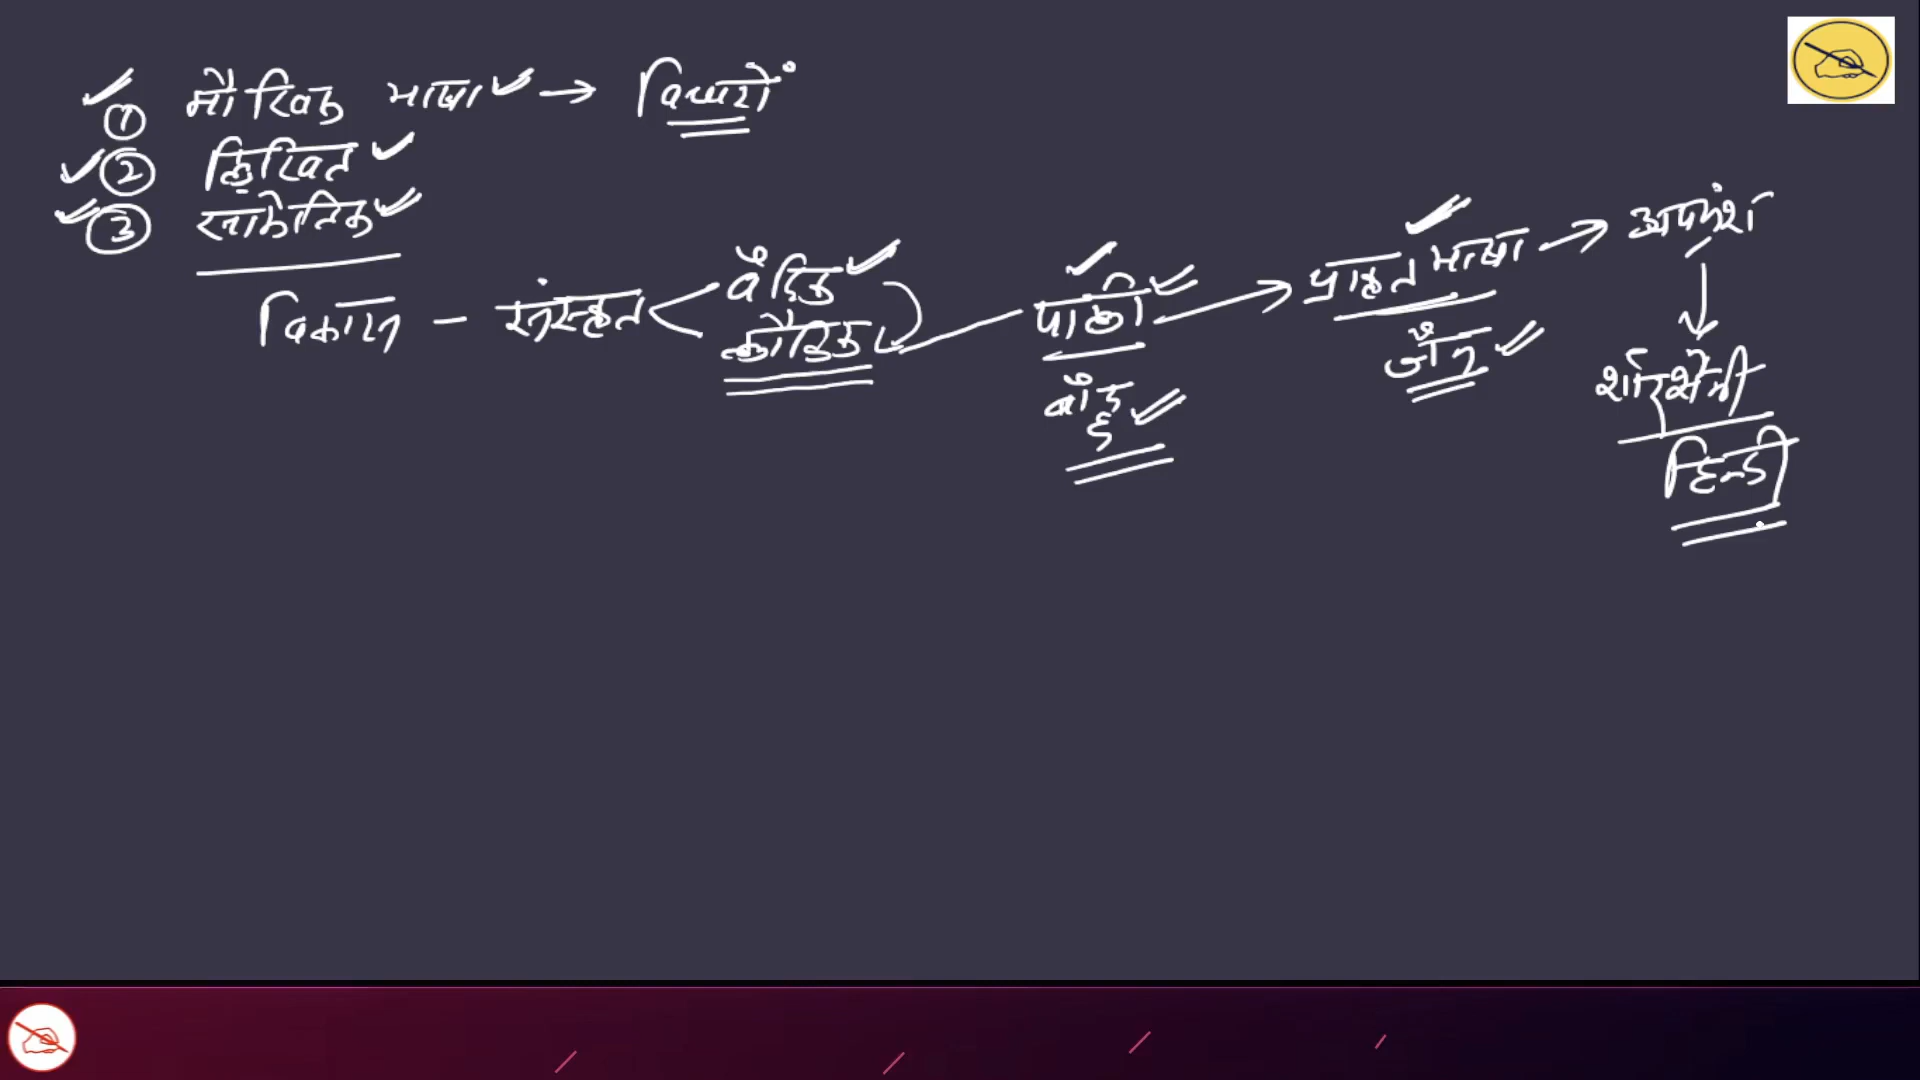 ① मौखिक भाषा → विचारों
② लिखित
③ सांकेतिक
विकास - संस्कृत
वैदिक
लौकिक
पाली
बौद्ध
प्राकृत भाषा → अपभ्रंश
जैन
शौरसेनी
हिन्दी